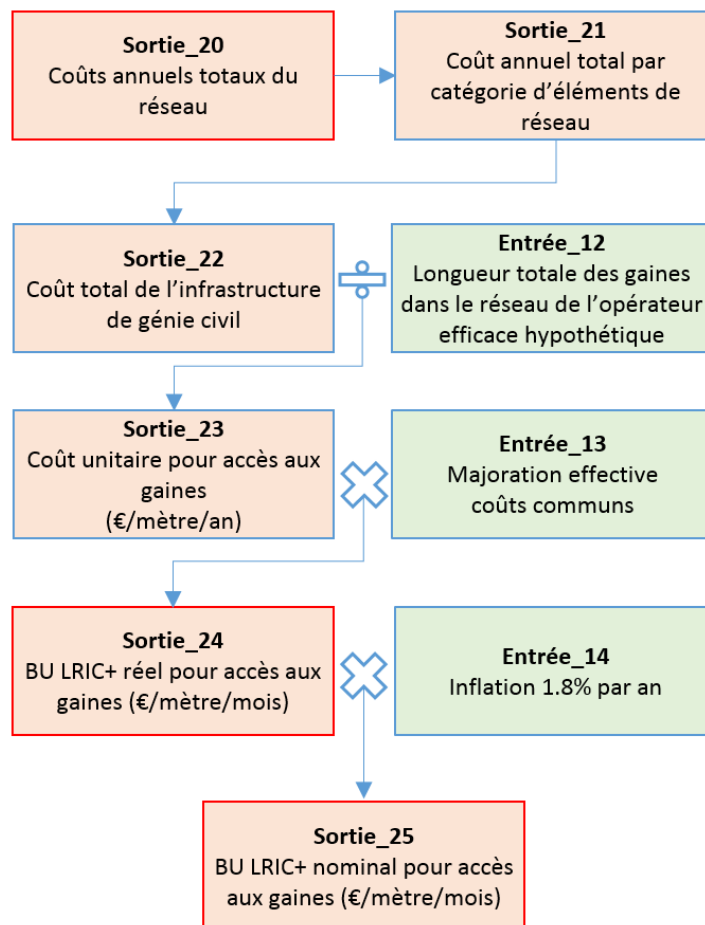 Sortie_20
Coûts annuels totaux du
réseau
Sortie_21
Coût annuel total par
catégorie d’éléments de
réseau
Sortie_22
Coût total de l’infrastructure
de génie civil
Entrée_12
Longueur totale des gaines
dans le réseau de l’opérateur
efficace hypothétique
Sortie_23
Coût unitaire pour accès aux
gaines
(€/mètre/an)
Entrée_13
Majoration effective
coûts communs
Sortie_24
BU LRIC+ réel pour accès aux
gaines (€/mètre/mois)
Entrée_14
Inflation 1.8% par an
Sortie_25
BU LRIC+ nominal pour accès
aux gaines (€/mètre/mois)